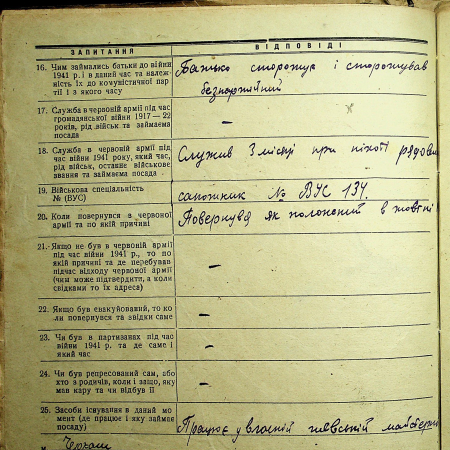 ЗАПИТАННЯ ВІДПОВІДІ
16. Чим займались батьки до війни
1941 р. і в даний час та належ-
ність їх до комуністичної пар-
тії і з якого часу
Батько сторожує і сторожував
безпартійний
17. Служба в червоній армії під час
громадянської війни 1917—22
років, рід військ та займаєма
посада
—
18. Служба в червоній армії під
час війни 1941 року, який час,
рід військ, останнє військове
звання та займаєма посада
Служив 3 місяці при піхоті рядовим
19. Військова спеціальність
№ (ВУС)
сапожник № ВУС 134.
20. Коли повернувся в червоної
армії та по якій причині
Повернувся як полонений в жовтні
21. Якщо не був в червоній армії
під час війни 1941 р., то по
якій причині та де перебував
підчас відходу червоної армії
(чим може підтвердити, а коли
свідками то їх адреса)
—
22. Якщо був евакуйований, то ко-
ли повернувся та звідки саме
—
23. Чи був в партизанах під час
війни 1941 р. та де саме і
який час
—
24. Чи був репресований сам, або
хто з родичів, коли і защо, яку
мав кару та чи відбув її
—
25. Засоби існування в даний мо-
мент (де працює і яку займає
посаду)
Працює у власній майстерні